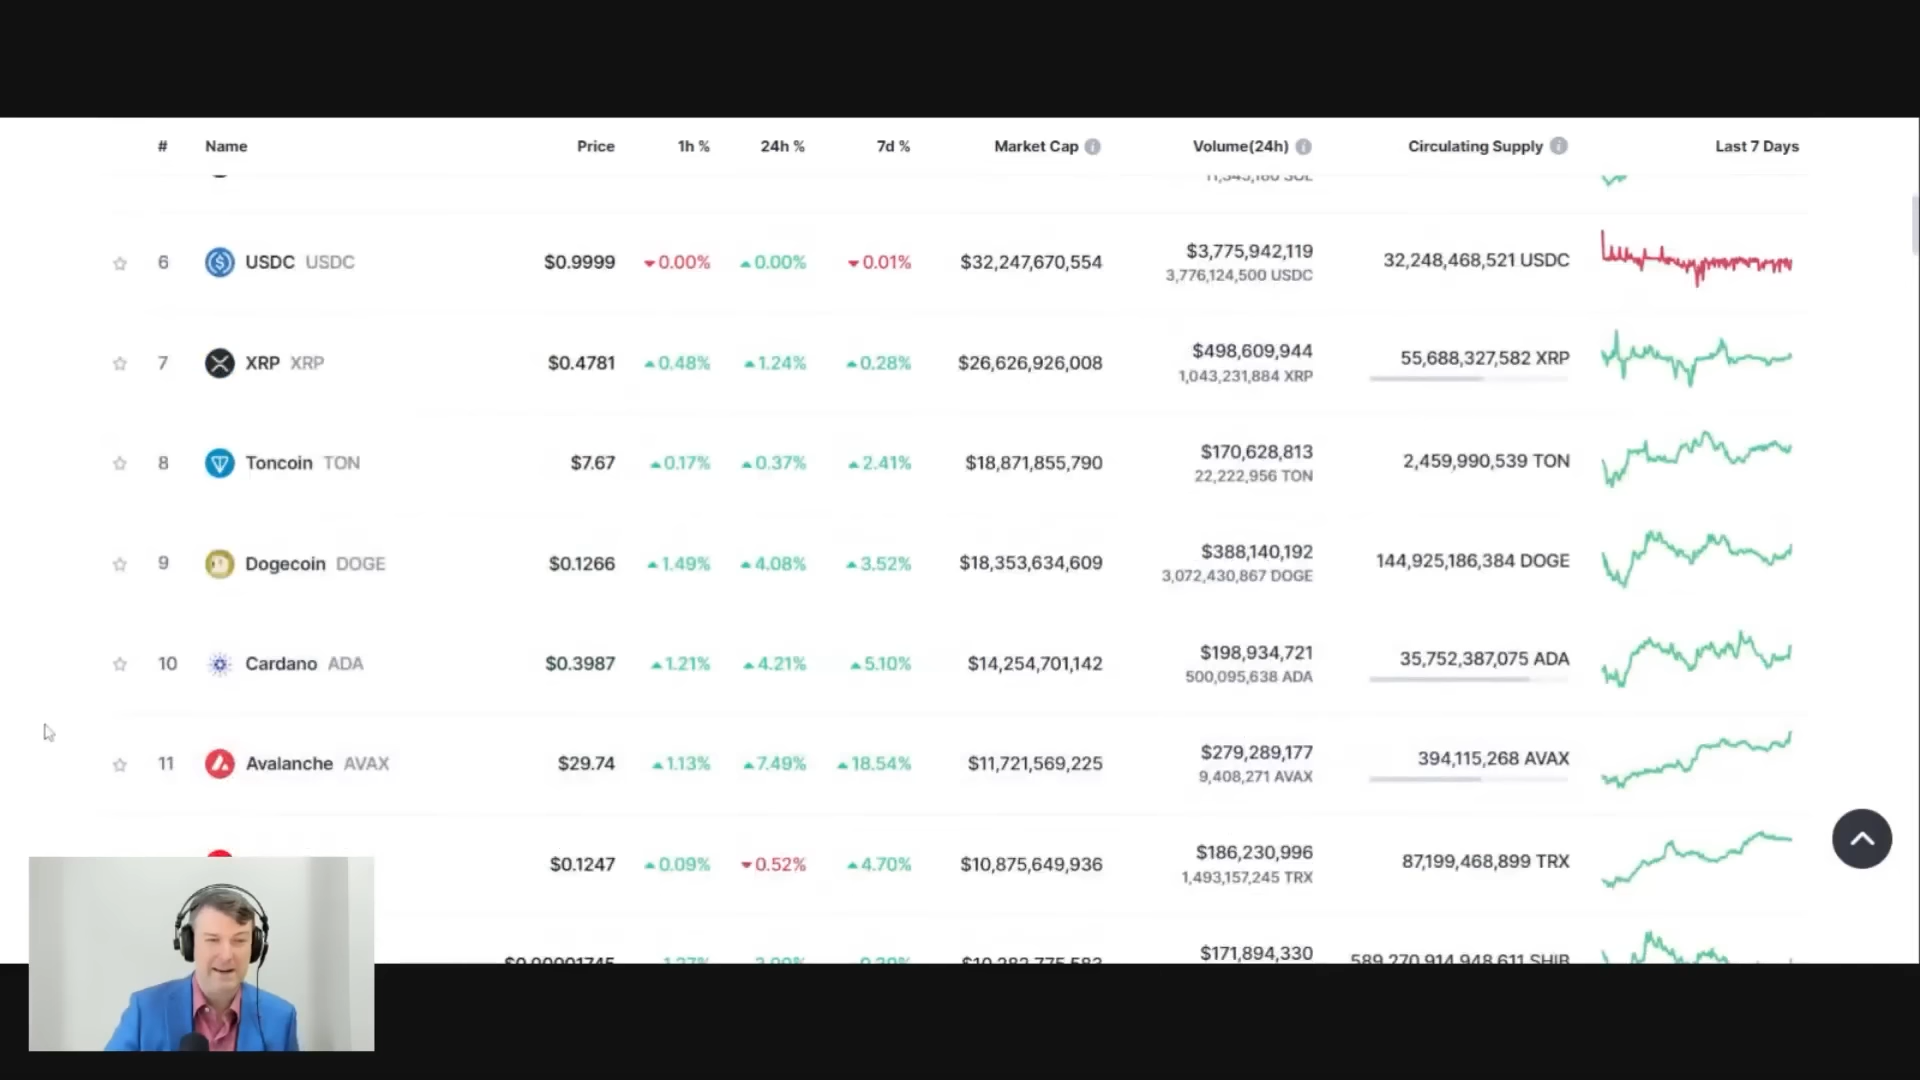 # Name Price 1h % 24h % 7d % Market Cap Volume(24h) Circulating Supply Last 7 Days
6 USDC USDC $0.9999 0.00% 0.00% 0.01% $32,247,670,554 $3,775,942,119 32,248,468,521 USDC
3,776,124,500 USDC
7 XRP XRP $0.4781 0.48% 1.24% 0.28% $26,626,926,008 $498,609,944 55,688,327,582 XRP
1,043,231,884 XRP
8 Toncoin TON $7.67 0.17% 0.37% 2.41% $18,871,855,790 $170,628,813 2,459,990,539 TON
22,222,956 TON
9 Dogecoin DOGE $0.1266 1.49% 4.08% 3.52% $18,353,634,609 $388,140,192 144,925,186,384 DOGE
3,072,430,867 DOGE
10 Cardano ADA $0.3987 1.21% 4.21% 5.10% $14,254,701,142 $198,934,721 35,752,387,075 ADA
500,095,638 ADA
11 Avalanche AVAX $29.74 1.13% 7.49% 18.54% $11,721,569,225 $279,289,177 394,115,268 AVAX
9,408,271 AVAX
$0.1247 0.09% 0.52% 4.70% $10,875,649,936 $186,230,996 87,199,468,899 TRX
1,493,157,245 TRX
$171,894,330